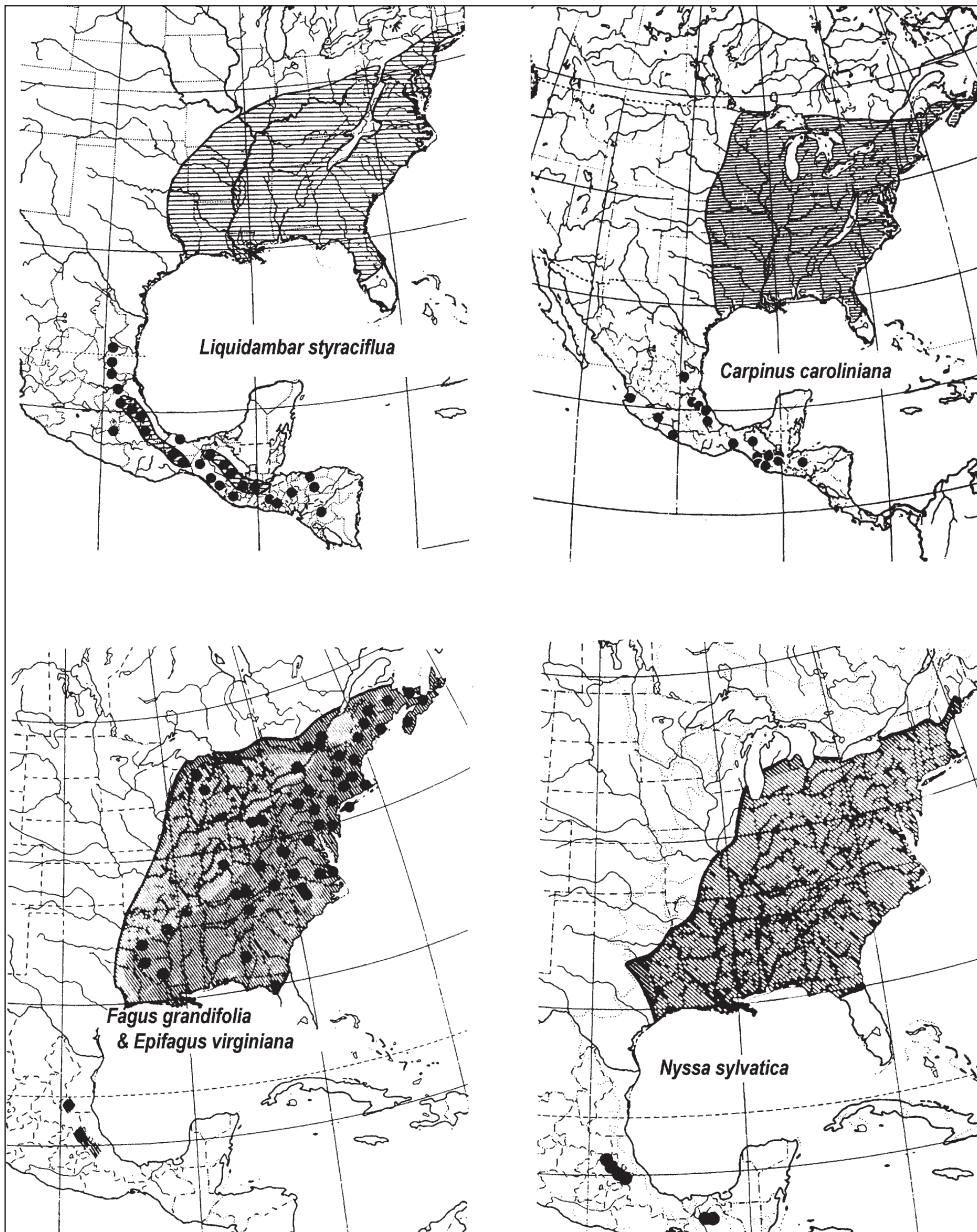 Liquidambar styraciflua
Carpinus caroliniana
Fagus grandifolia
& Epifagus virginiana
Nyssa sylvatica